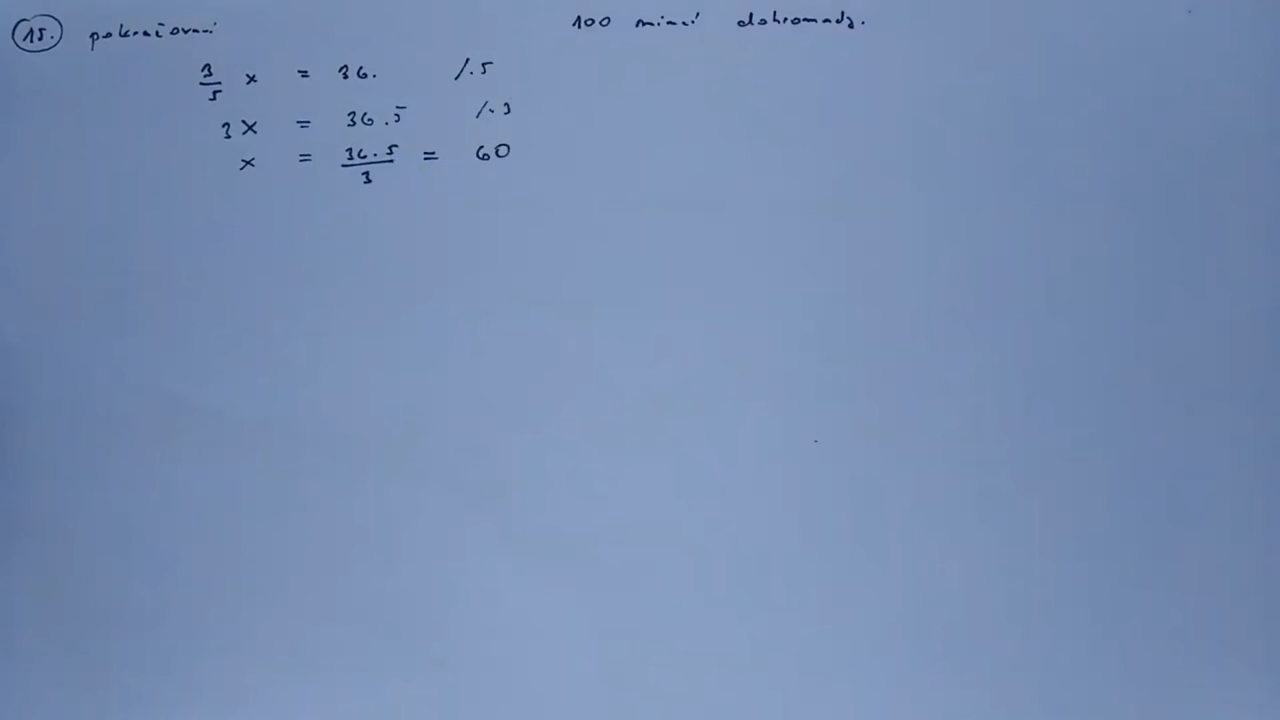 15. pokračování
100 mincí dohromady.
3/5 x = 36. /.5
3x = 36.5 /:3
x = 36.5/3 = 60